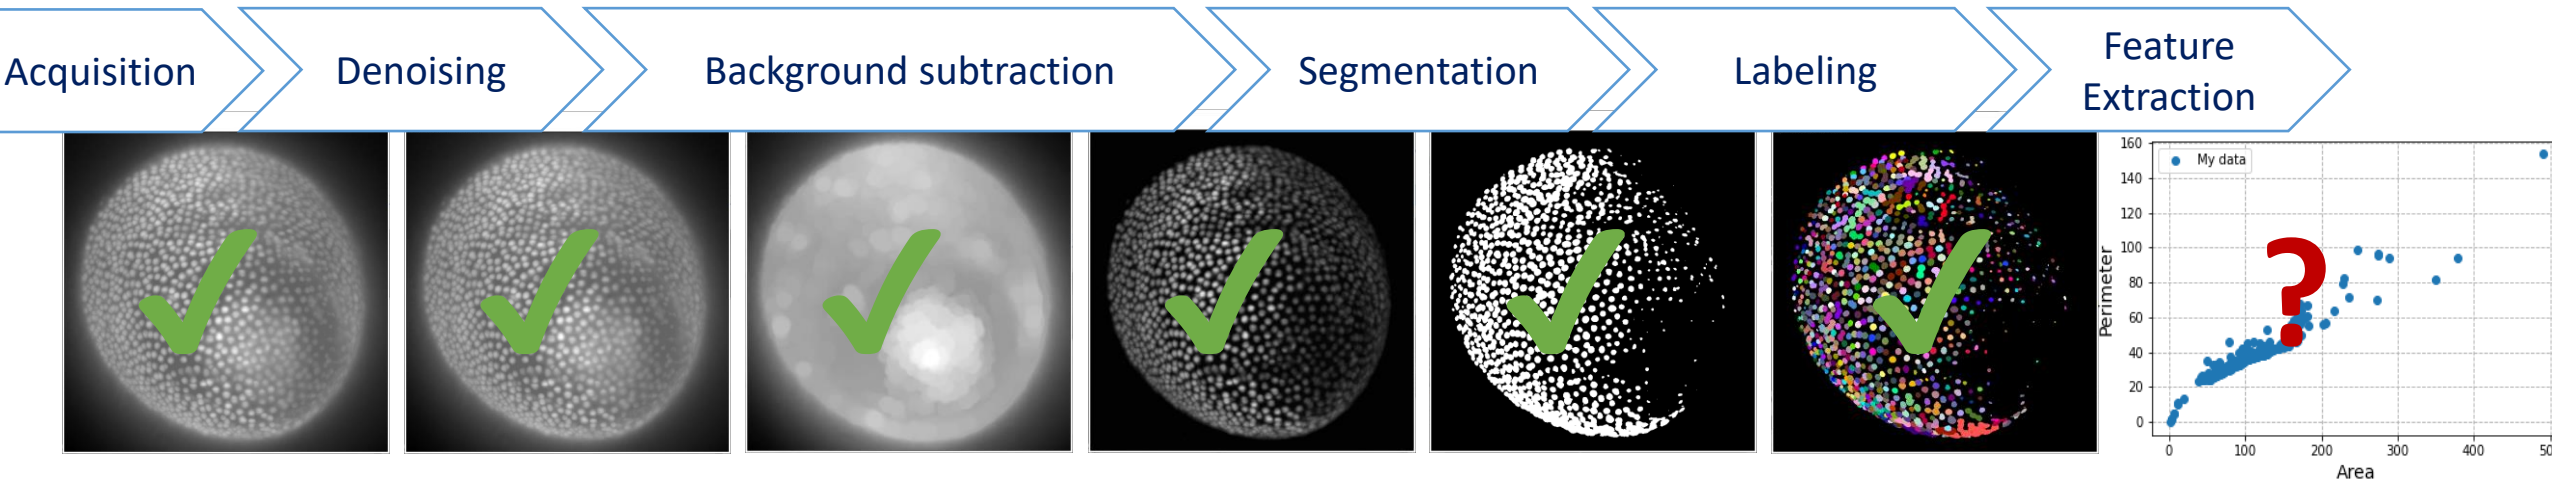 Acquisition
Denoising
Background subtraction
Segmentation
Labeling
Feature
Extraction
160
My data
140
120
100
80
60
40
20
0
Perimeter
?
0
100
200
300
400
50
Area